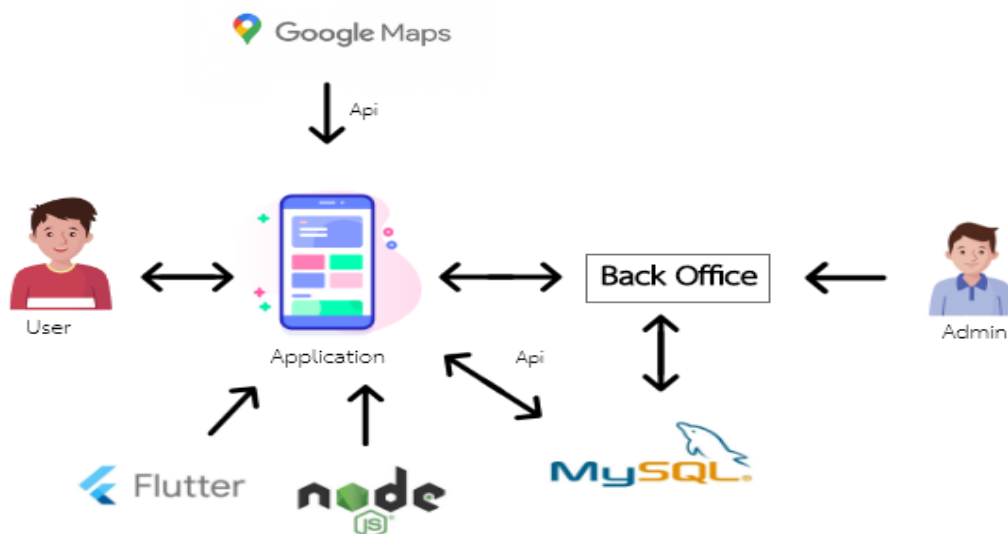 Google Maps
Api
User
Application
Back Office
Admin
Api
Flutter
node
JS
MySQL